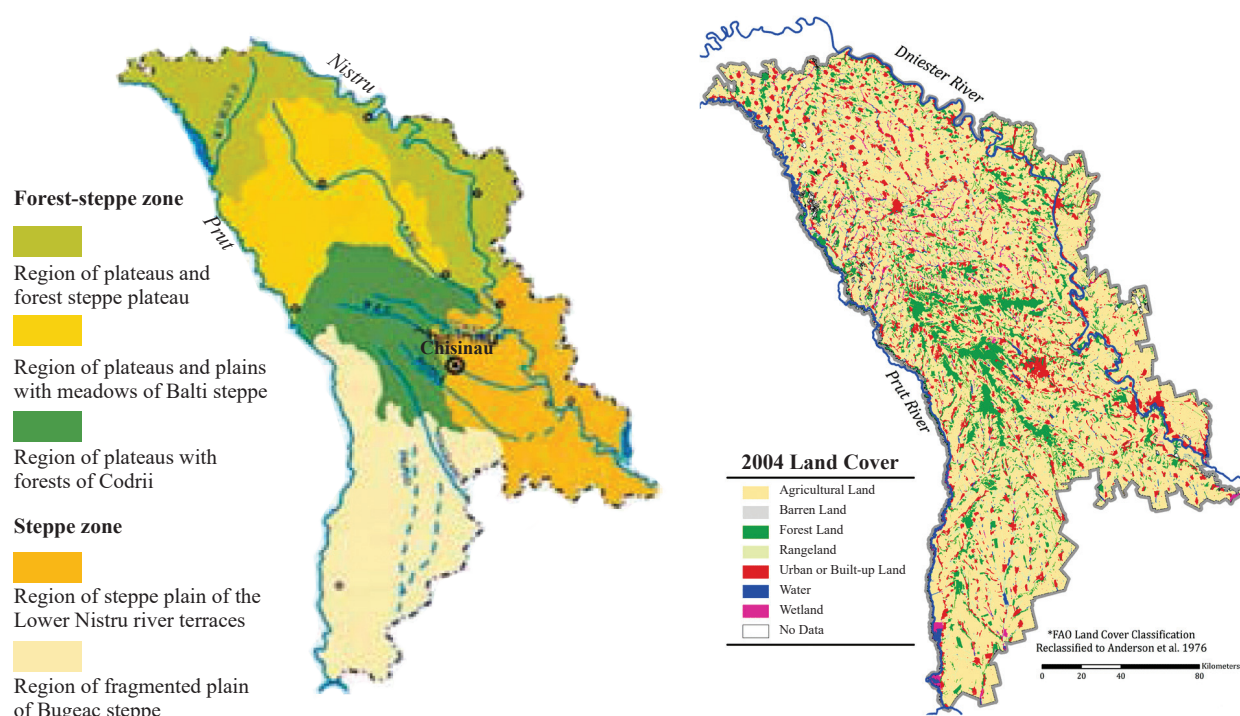 Nistru
Prut
Chisinau
Forest-steppe zone
Region of plateaus and
forest steppe plateau
Region of plateaus and plains
with meadows of Balti steppe
Region of plateaus with
forests of Codrii
Steppe zone
Region of steppe plain of the
Lower Nistru river terraces
Region of fragmented plain
of Bugeac steppe
Dniester River
Prut River
2004 Land Cover
Agricultural Land
Barren Land
Forest Land
Rangeland
Urban or Built-up Land
Water
Wetland
No Data
*FAO Land Cover Classification
Reclassified to Anderson et al. 1976
Kilometers
0 20 40 80